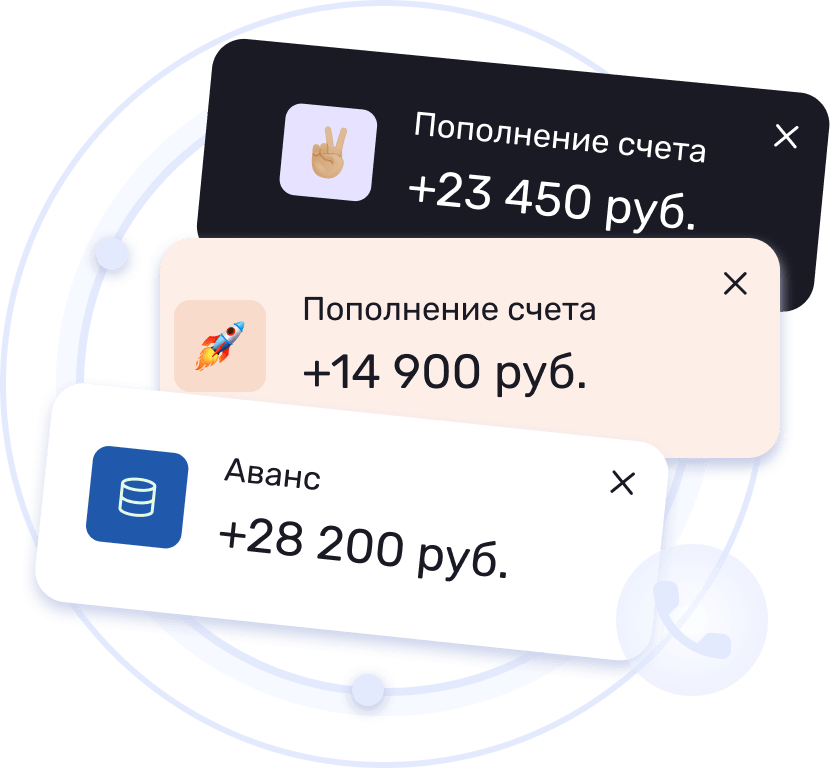 Пополнение счета
+23 450 руб.
Пополнение счета
+14 900 руб.
Аванс
+28 200 руб.